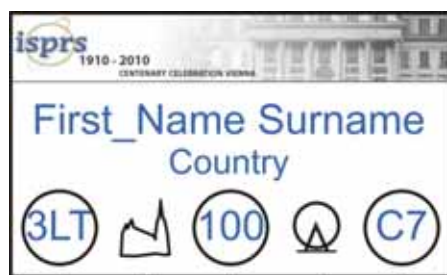 isprs
1910 - 2010
CENTENARY CELEBRATION VIENNA
First_Name Surname
Country
3LT 100 C7